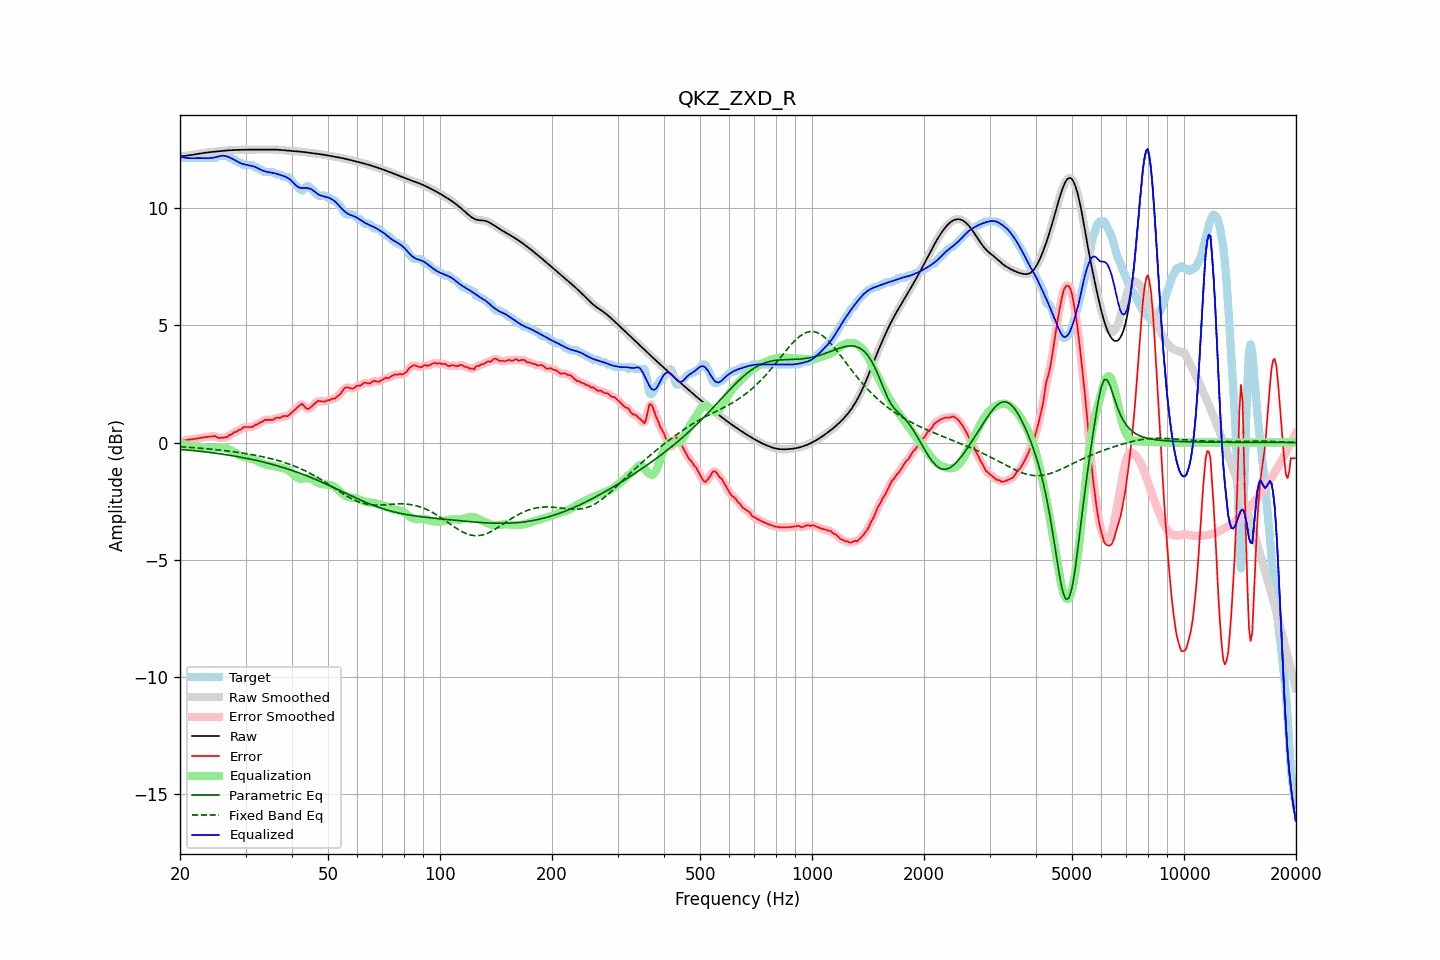 QKZ_ZXD_R
Amplitude (dBr)
10
5
0
−5
−10
−15
Target
Raw Smoothed
Error Smoothed
Raw
Error
Equalization
Parametric Eq
Fixed Band Eq
Equalized
20 50 100 200 500 1000 2000 5000 10000 20000
Frequency (Hz)